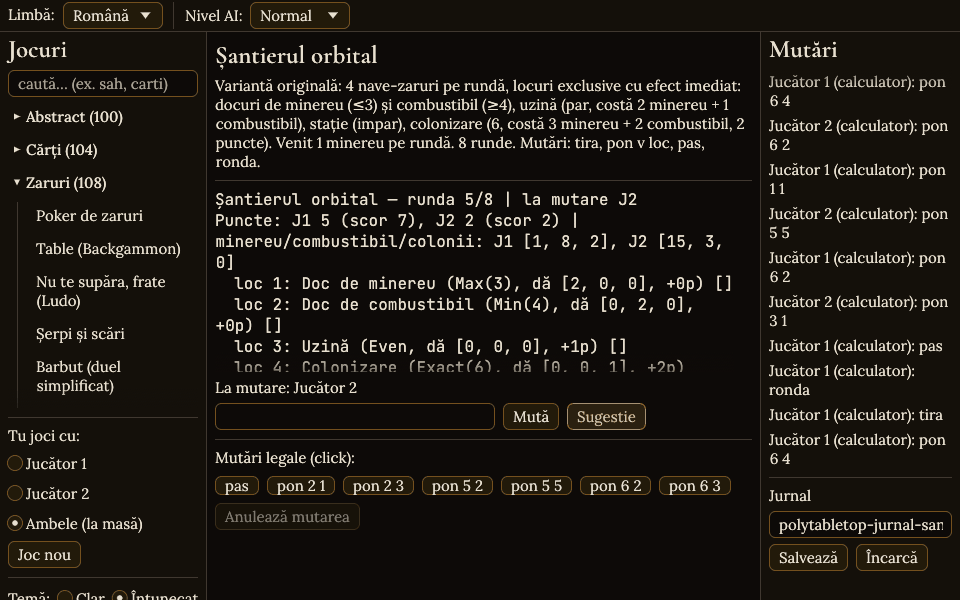 Limbă: Română ▼ Nivel AI: Normal ▼
Jocuri
caută... (ex. sah, carti)
▸ Abstract (100)
▸ Cărți (104)
▾ Zaruri (108)
Poker de zaruri
Table (Backgammon)
Nu te supăra, frate
(Ludo)
Șerpi și scări
Barbut (duel
simplificat)
Tu joci cu:
Jucător 1
Jucător 2
Ambele (la masă)
Joc nou
Temă: Clar Întunecat
Șantierul orbital
Variantă originală: 4 nave-zaruri pe rundă, locuri exclusive cu efect imediat:
docuri de minereu (≤3) și combustibil (≥4), uzină (par, costă 2 minereu + 1
combustibil), stație (impar), colonizare (6, costă 3 minereu + 2 combustibil, 2
puncte). Venit 1 minereu pe rundă. 8 runde. Mutări: tira, pon v loc, pas,
ronda.
Șantierul orbital — runda 5/8 | la mutare J2
Puncte: J1 5 (scor 7), J2 2 (scor 2) |
minereu/combustibil/colonii: J1 [1, 8, 2], J2 [15, 3,
0]
loc 1: Doc de minereu (Max(3), dă [2, 0, 0], +0p) []
loc 2: Doc de combustibil (Min(4), dă [0, 2, 0],
+0p) []
loc 3: Uzină (Even, dă [0, 0, 0], +1p) []
loc 4: Colonizare (Exact(6), dă [0, 0, 1], +2p)
La mutare: Jucător 2
Mută Sugestie
Mutări legale (click):
pas pon 2 1 pon 2 3 pon 5 2 pon 5 5 pon 6 2 pon 6 3
Anulează mutarea
Mutări
Jucător 1 (calculator): pon
6 4
Jucător 2 (calculator): pon
6 2
Jucător 1 (calculator): pon
1 1
Jucător 2 (calculator): pon
5 5
Jucător 1 (calculator): pon
6 2
Jucător 2 (calculator): pon
3 1
Jucător 1 (calculator): pas
Jucător 1 (calculator):
ronda
Jucător 1 (calculator): tira
Jucător 1 (calculator): pon
6 4
Jurnal
polytabletop-jurnal-san
Salvează Încarcă